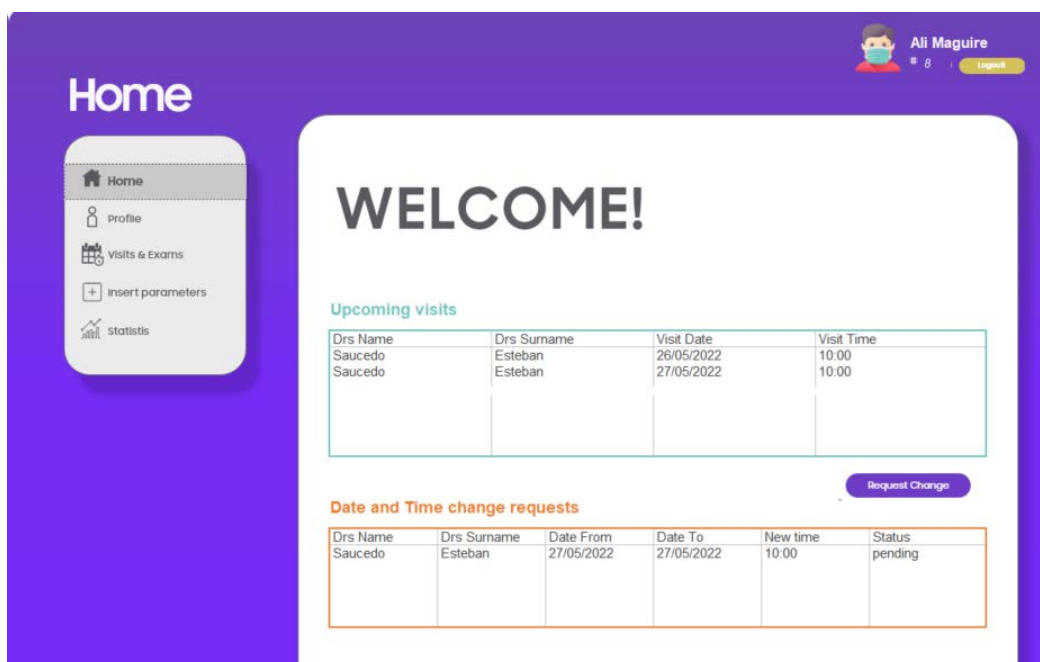 Ali Maguire
# 8 Logout
Home
Home
Profile
Visits & Exams
Insert parameters
Statistis
WELCOME!
Upcoming visits
Drs Name Drs Surname Visit Date Visit Time
Saucedo Esteban 26/05/2022 10:00
Saucedo Esteban 27/05/2022 10:00
Request Change
Date and Time change requests
Drs Name Drs Surname Date From Date To New time Status
Saucedo Esteban 27/05/2022 27/05/2022 10:00 pending